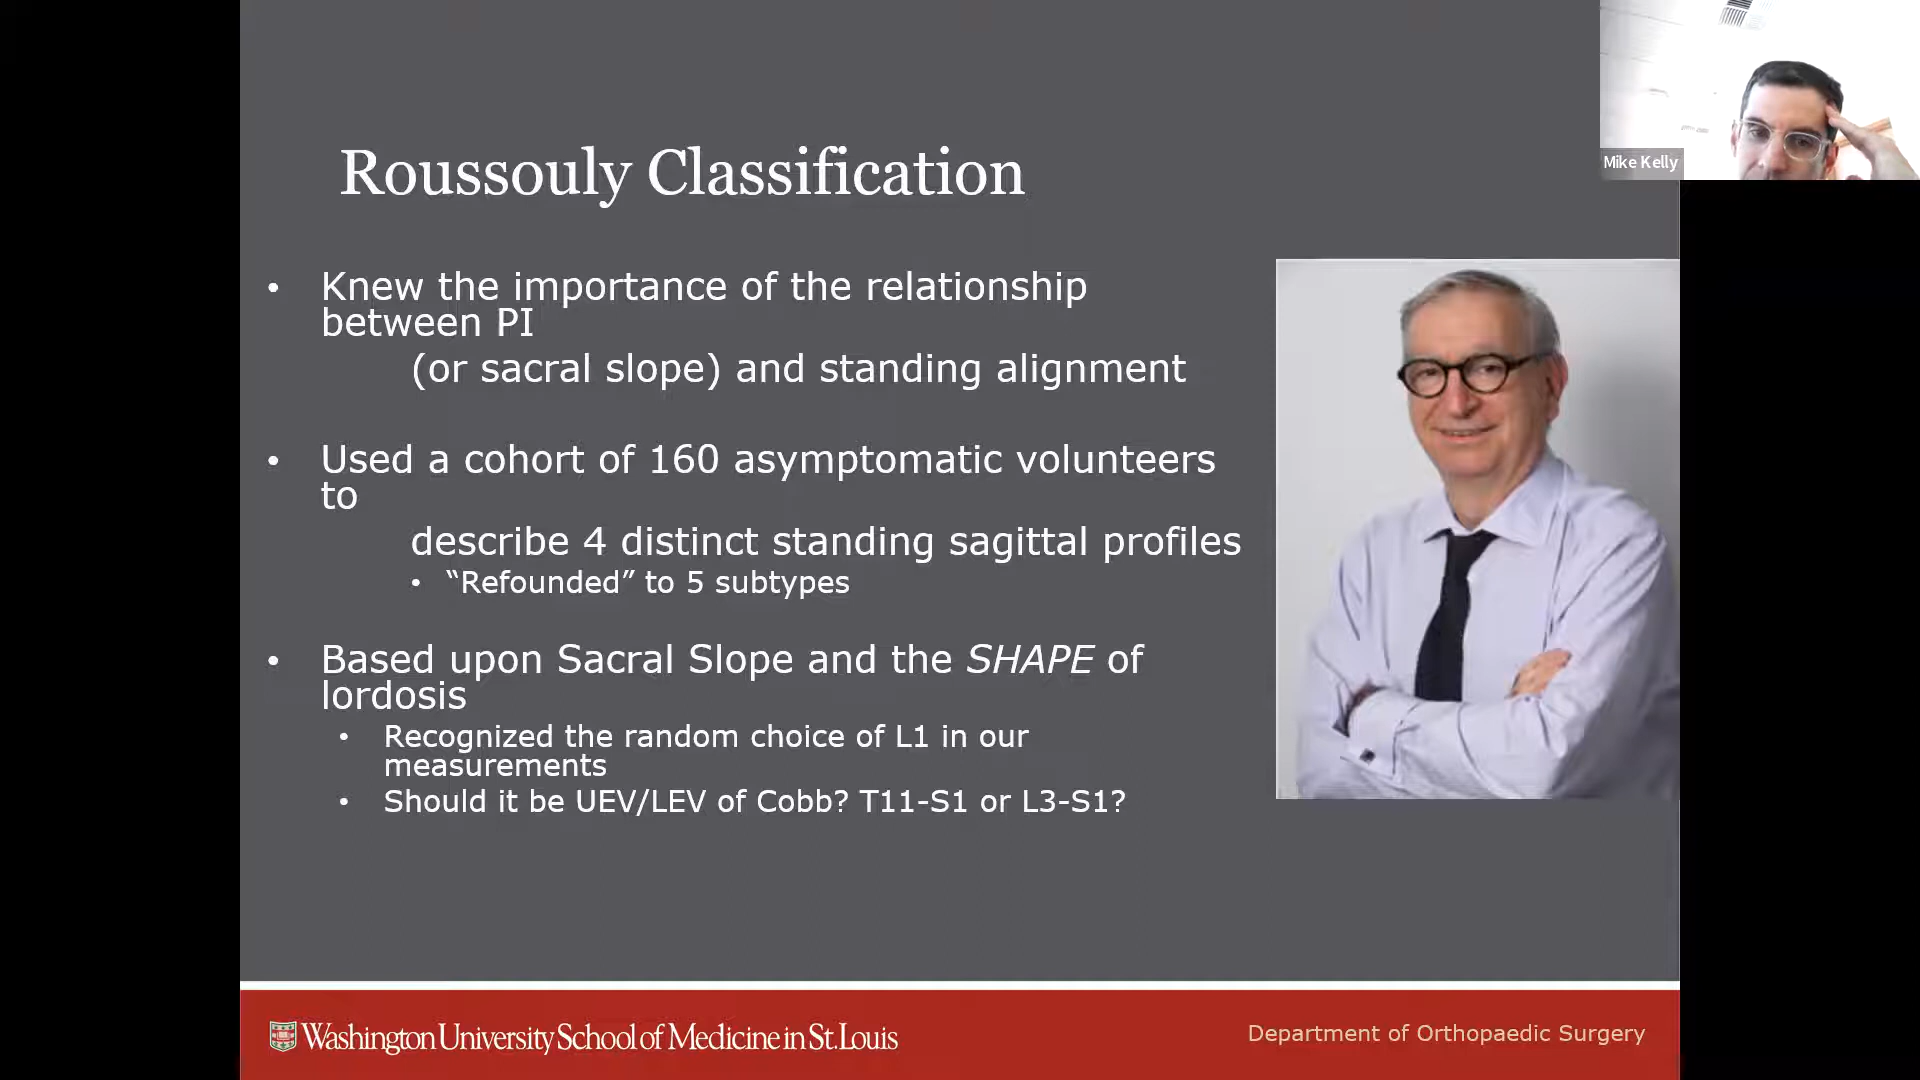 Mike Kelly
Roussouly Classification
• Knew the importance of the relationship
between PI
(or sacral slope) and standing alignment
• Used a cohort of 160 asymptomatic volunteers
to
describe 4 distinct standing sagittal profiles
• “Refounded” to 5 subtypes
• Based upon Sacral Slope and the SHAPE of
lordosis
• Recognized the random choice of L1 in our
measurements
• Should it be UEV/LEV of Cobb? T11-S1 or L3-S1?
Washington University School of Medicine in St. Louis
Department of Orthopaedic Surgery